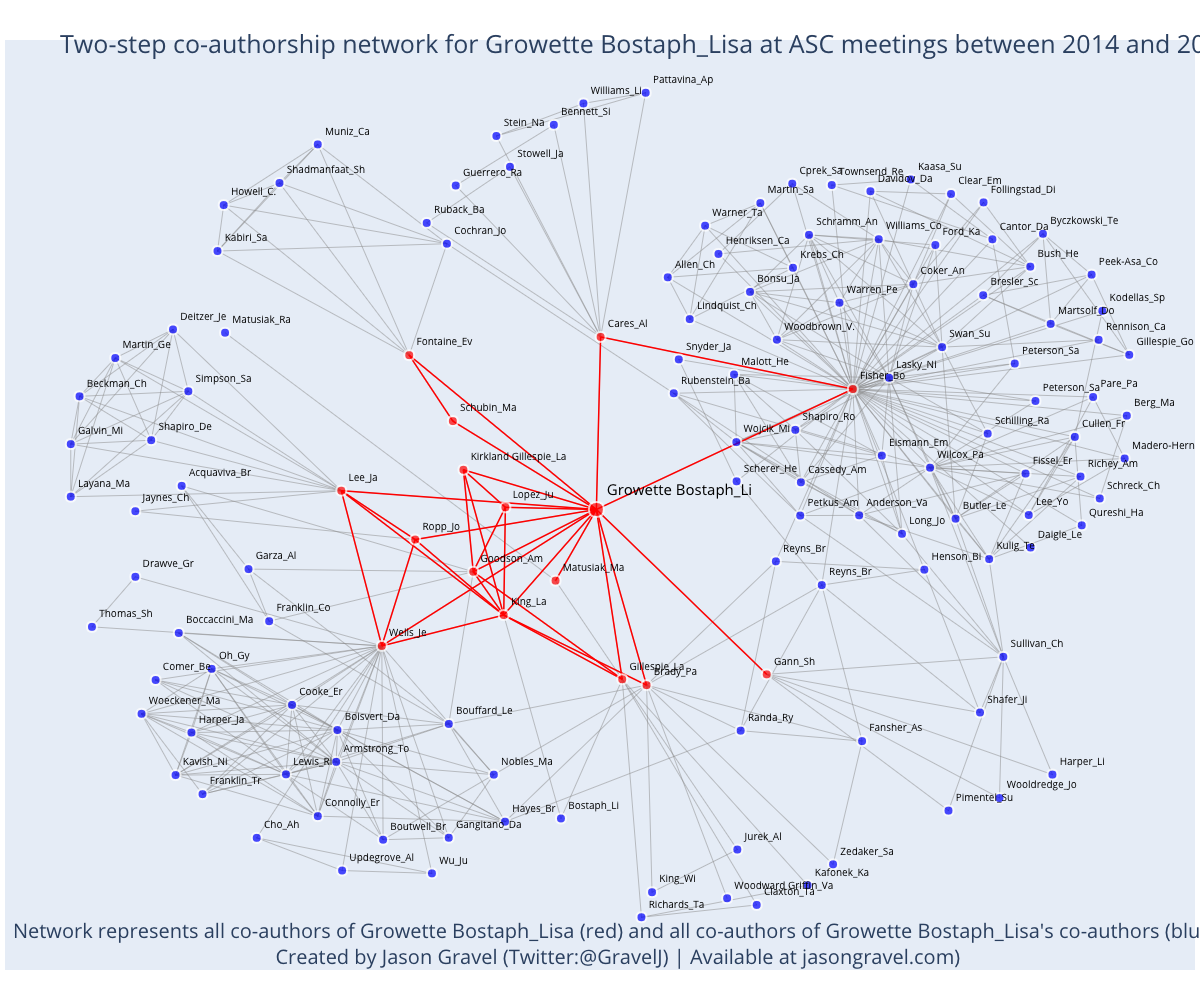 Two-step co-authorship network for Growette Bostaph_Lisa at ASC meetings between 2014 and 20
Pattavina_Ap
Williams_Li
Bennett_Si
Stein_Na
Muniz_Ca
Stowell_Ja
Shadmanfaat_Sh
Guerrero_Ra
Howell_C.
Ruback_Ba
Cochran_Jo
Kabiri_Sa
Kaasa_Su
Cprek_Sa
Townsend_Re
Davidov_Da
Clear_Em
Follingstad_Di
Martin_Sa
Warner_Ta
Schramm_An
Williams_Co
Ford_Ka
Cantor_Da
Byczkowski_Te
Henriksen_Ca
Krebs_Ch
Bush_He
Peek-Asa_Co
Allen_Ch
Bonsu_Ja
Coker_An
Bresler_Sc
Warren_Pe
Kodellas_Sp
Lindquist_Ch
Martsolf_Do
Rennison_Ca
Woodbrown_V.
Swan_Su
Gillespie_Go
Deitzer_Je
Matusiak_Ra
Cares_Al
Fontaine_Ev
Martin_Ge
Snyder_Ja
Malott_He
Lasky_Ni
Peterson_Sa
Fisher_Bo
Beckman_Ch
Simpson_Sa
Rubenstein_Ba
Peterson_Sa
Pare_Pa
Schubin_Ma
Shapiro_Ro
Schilling_Ra
Berg_Ma
Galvin_Mi
Shapiro_De
Wojcik_Mi
Cullen_Fr
Eismann_Em
Wilcox_Pa
Madero-Hern
Kirkland Gillespie_La
Scherer_He
Cassedy_Am
Fissel_Er
Richey_Am
Layana_Ma
Acquaviva_Br
Lee_Ja
Lopez_Ju
Growette Bostaph_Li
Schreck_Ch
Jaynes_Ch
Petkus_Am
Anderson_Va
Butler_Le
Lee_Yo
Qureshi_Ha
Ropp_Jo
Long_Jo
Daigle_Le
Kulig_Te
Garza_Al
Goodson_Am
Matusiak_Ma
Reyns_Br
Henson_Bi
Drawve_Gr
Reyns_Br
Thomas_Sh
Franklin_Co
King_La
Boccaccini_Ma
Wells_Je
Sullivan_Ch
Oh_Gy
Comer_Be
Gillespie_La
Brady_Pa
Gann_Sh
Woeckener_Ma
Cooke_Er
Shafer_Ji
Harper_Ja
Boisvert_Da
Bouffard_Le
Randa_Ry
Fansher_As
Armstrong_To
Kavish_Ni
Lewis_Ri
Nobles_Ma
Harper_Li
Franklin_Tr
Wooldredge_Jo
Connolly_Er
Hayes_Br
Bostaph_Li
Pimentel_Su
Cho_Ah
Boutwell_Br
Gangitano_Da
Jurek_Al
Updegrove_Al
Wu_Ju
Zedaker_Sa
King_Wi
Kafonek_Ka
Woodward Griffin_Va
Claxton_Ta
Richards_Ta
Network represents all co-authors of Growette Bostaph_Lisa (red) and all co-authors of Growette Bostaph_Lisa's co-authors (blu
Created by Jason Gravel (Twitter:@GravelJ) | Available at jasongravel.com)